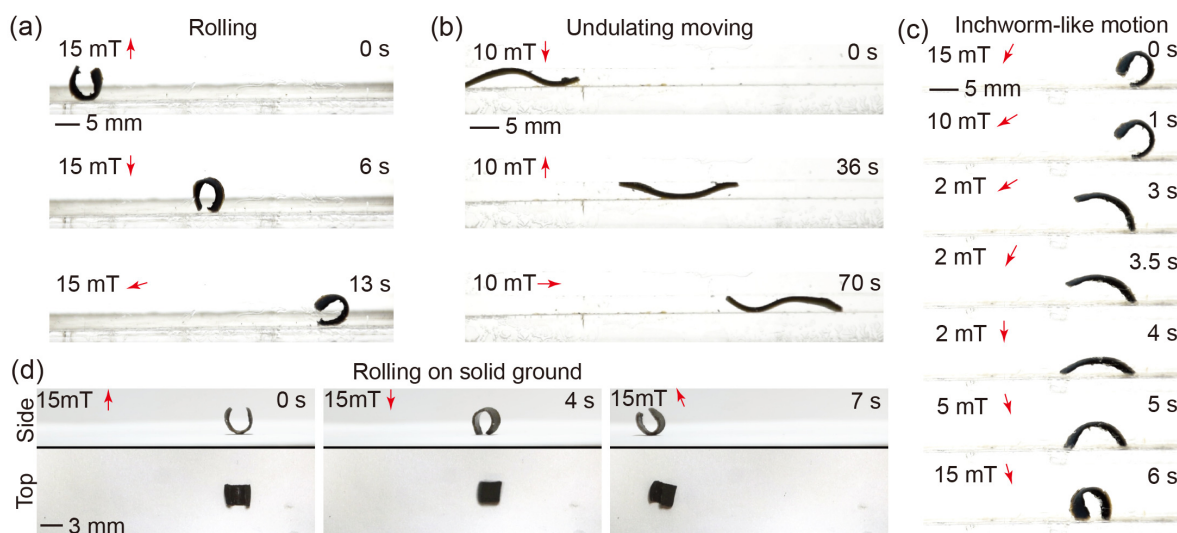 (a) Rolling
15 mT 0 s
5 mm
15 mT 6 s
15 mT 13 s
(b) Undulating moving
10 mT 0 s
5 mm
10 mT 36 s
10 mT 70 s
(c) Inchworm-like motion
15 mT 0 s
5 mm
10 mT 1 s
2 mT 3 s
2 mT 3.5 s
2 mT 4 s
5 mT 5 s
15 mT 6 s
(d) Rolling on solid ground
Side
15mT 0 s
15mT 4 s
15mT 7 s
Top
3 mm